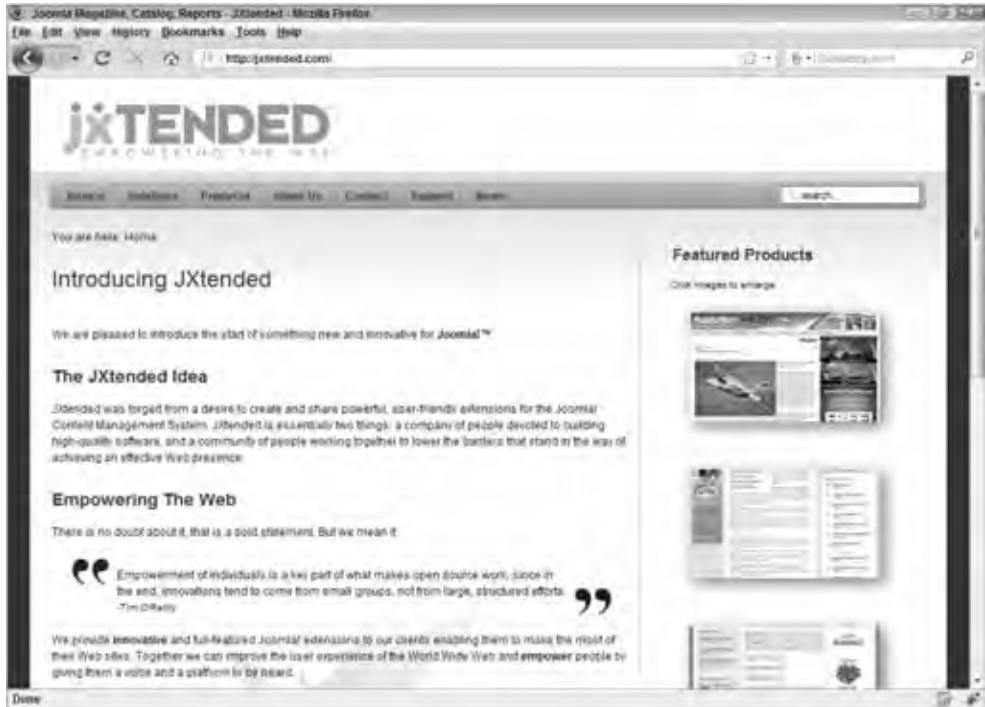 Joomla Magazine, Catalog, Reports - JXtended - Mozilla Firefox
File Edit View History Bookmarks Tools Help
http://jxtended.com/
jXTENDED
EMPOWERING THE WEB
Solutions Products About Us Contact Support News
search...
You are here: Home
Introducing JXtended
We are pleased to introduce the start of something new and innovative for Joomla!™
The JXtended Idea
JXtended was forged from a desire to create and share powerful, user-friendly extensions for the Joomla!
Content Management System. JXtended is essentially two things: a company of people devoted to building
high-quality software, and a community of people working together to lower the barriers that stand in the way of
achieving an effective Web presence.
Empowering The Web
There is no doubt about it, that is a bold statement. But we mean it.
“ Empowerment of individuals is a key part of what makes open source work, since in
the end, innovations tend to come from small groups, not from large, structured efforts. ”
-Tim O'Reilly
We provide innovative and full-featured Joomla! extensions to our clients enabling them to make the most of
their Web sites. Together we can improve the user experience of the World Wide Web and empower people by
giving them a voice and a platform to be heard.
Featured Products
Click images to enlarge
Done